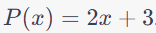 P(x) = 2x + 3.